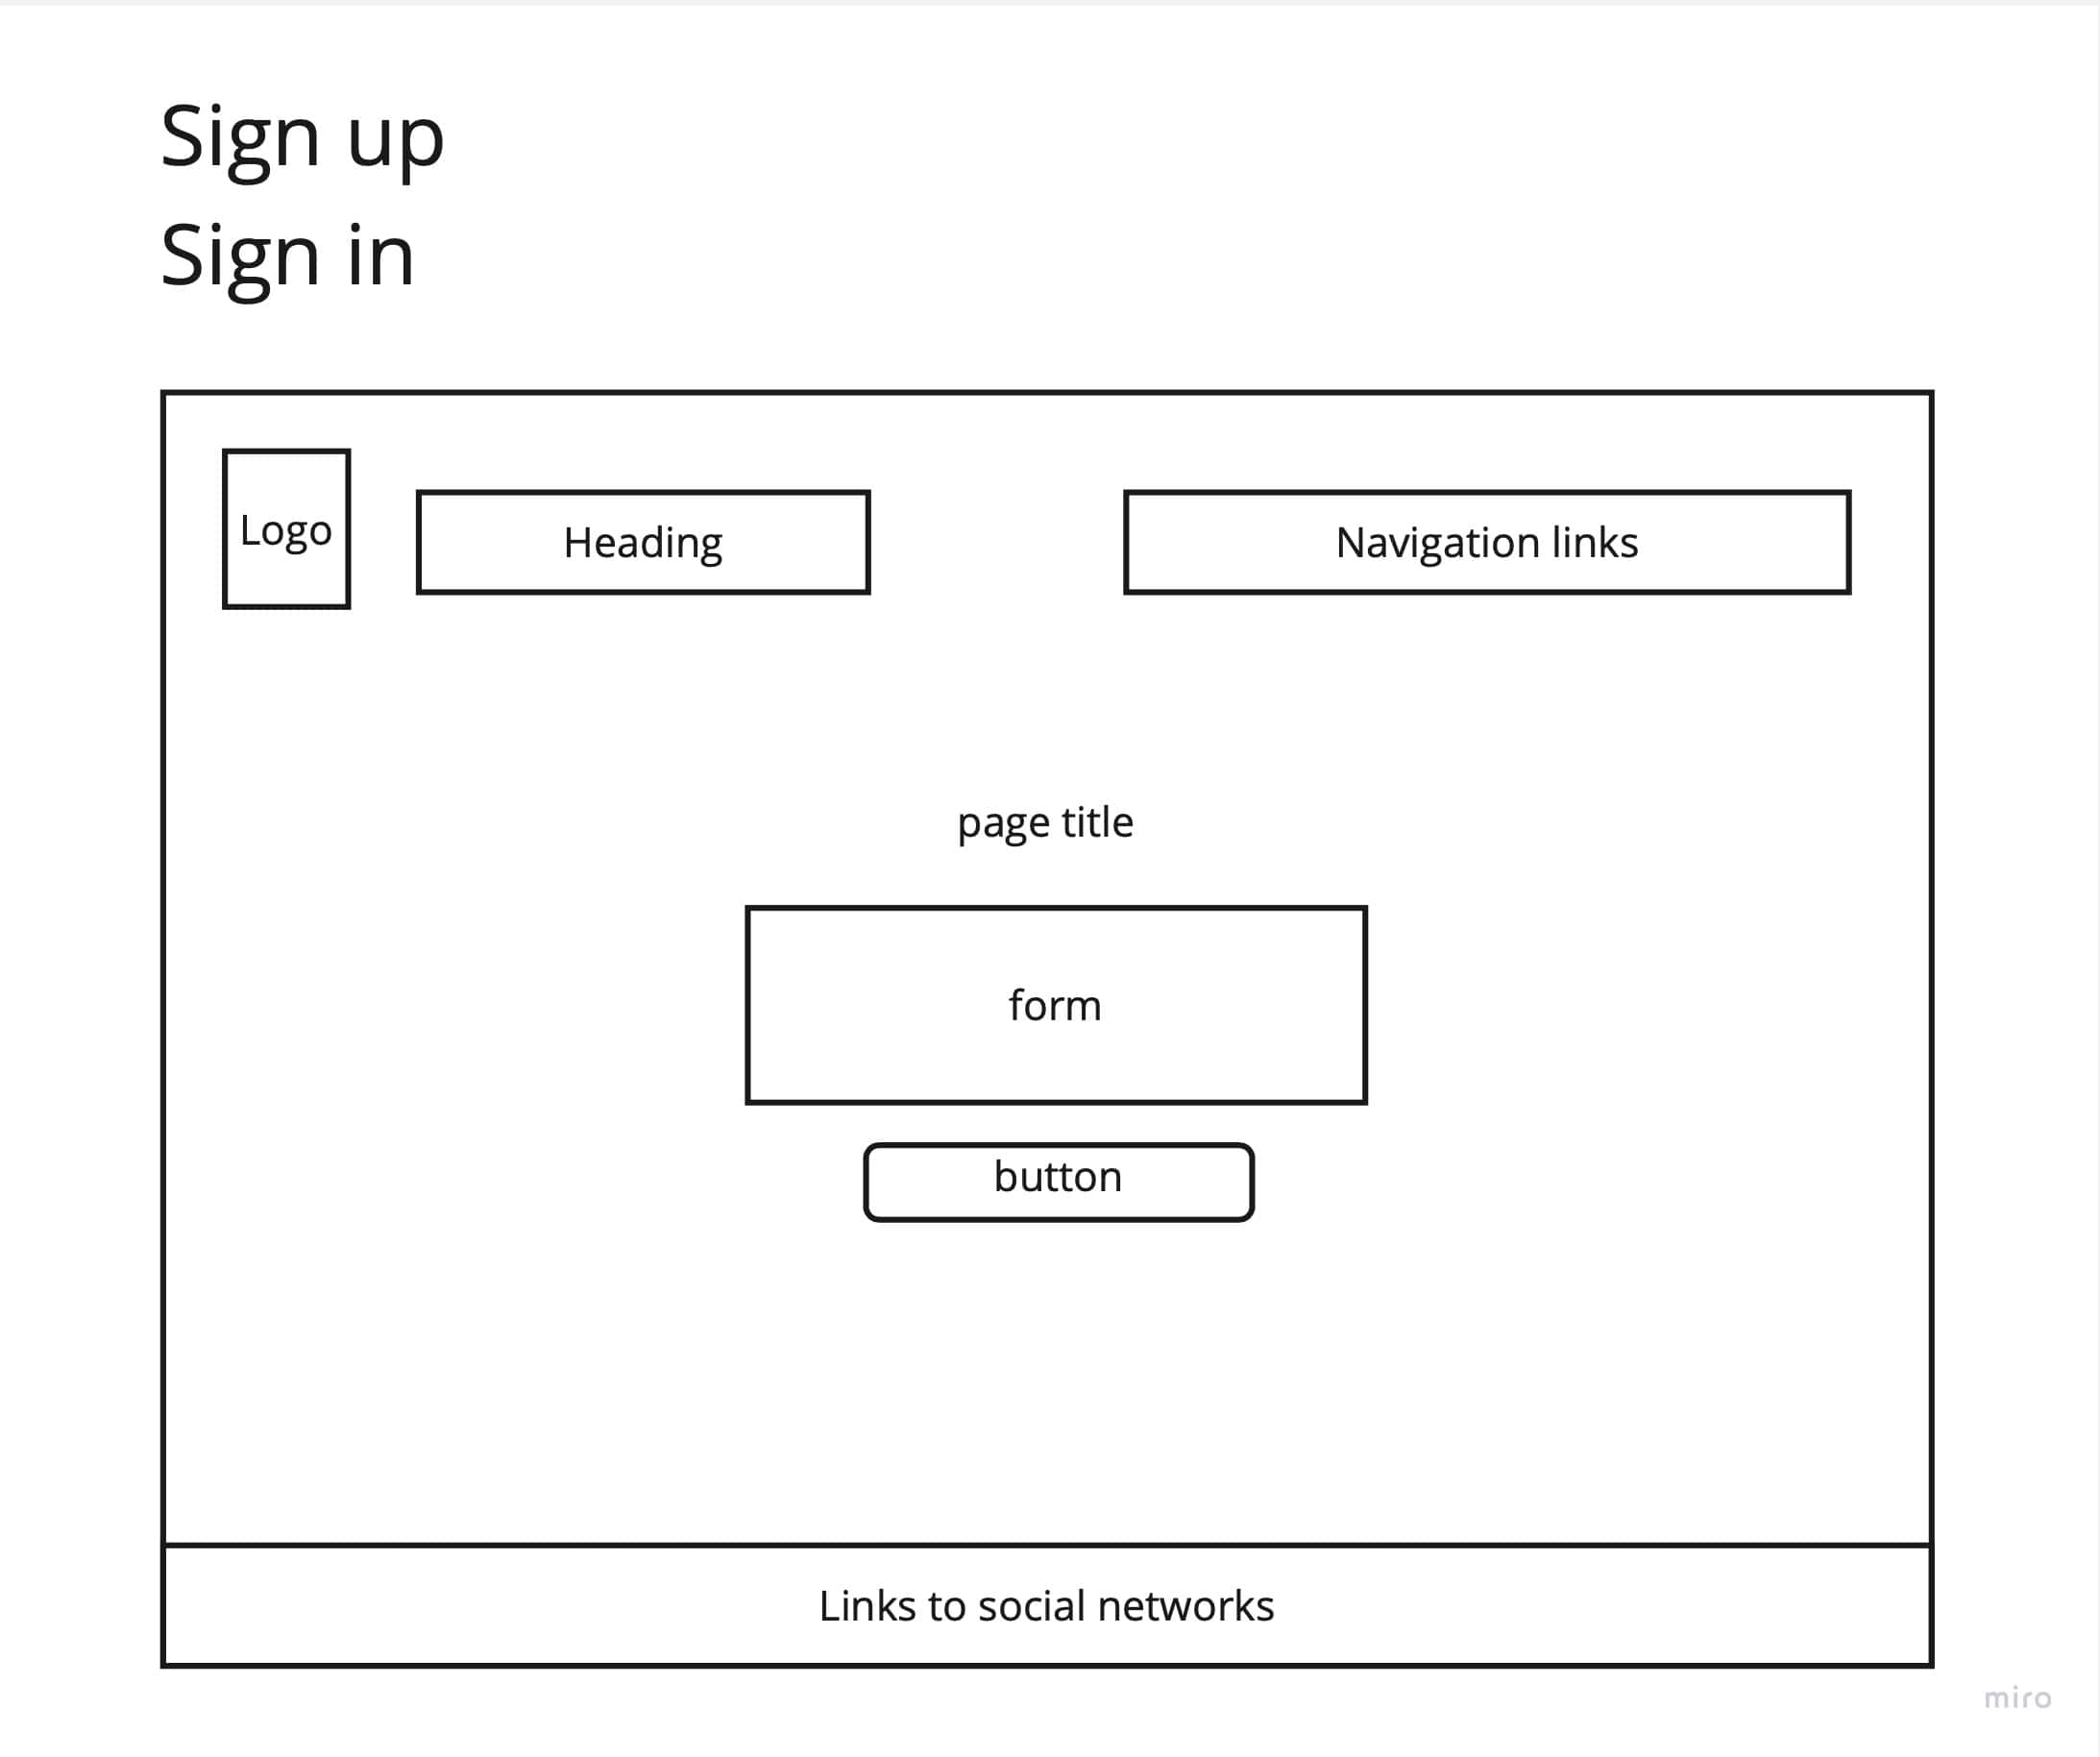 Sign up
Sign in
Logo
Heading
Navigation links
page title
form
button
Links to social networks
miro